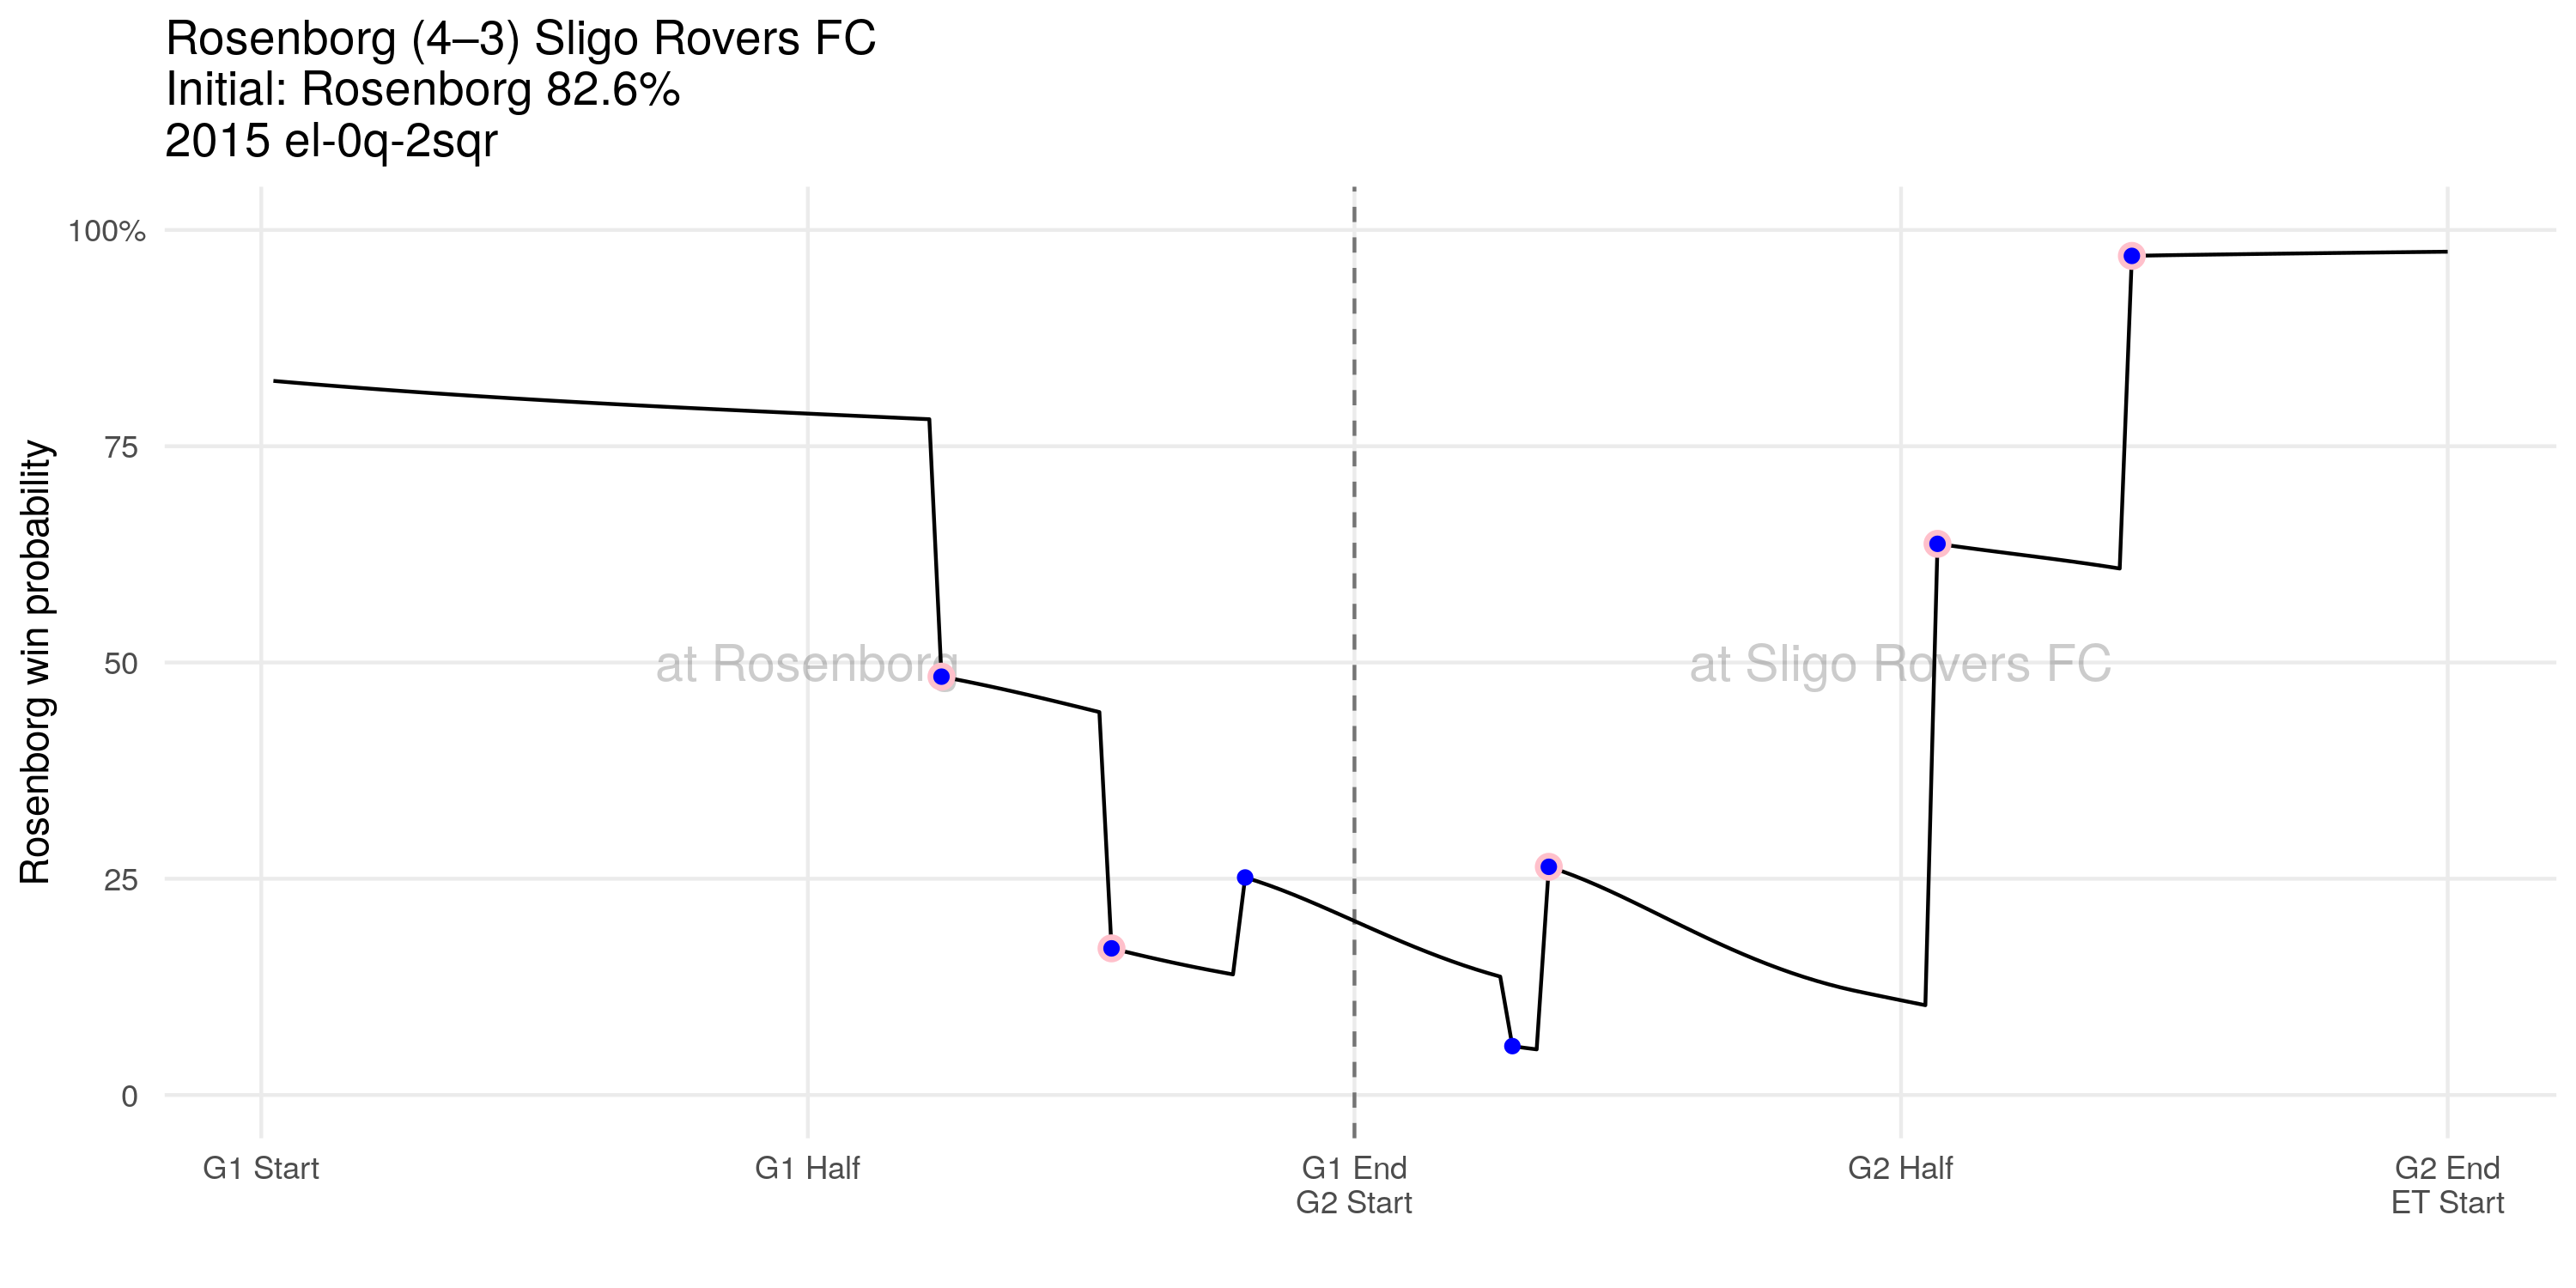 Rosenborg (4–3) Sligo Rovers FC
Initial: Rosenborg 82.6%
2015 el-0q-2sqr
Rosenborg win probability
100%
75
50
25
0
at Rosenborg
at Sligo Rovers FC
G1 Start
G1 Half
G1 End
G2 Start
G2 Half
G2 End
ET Start